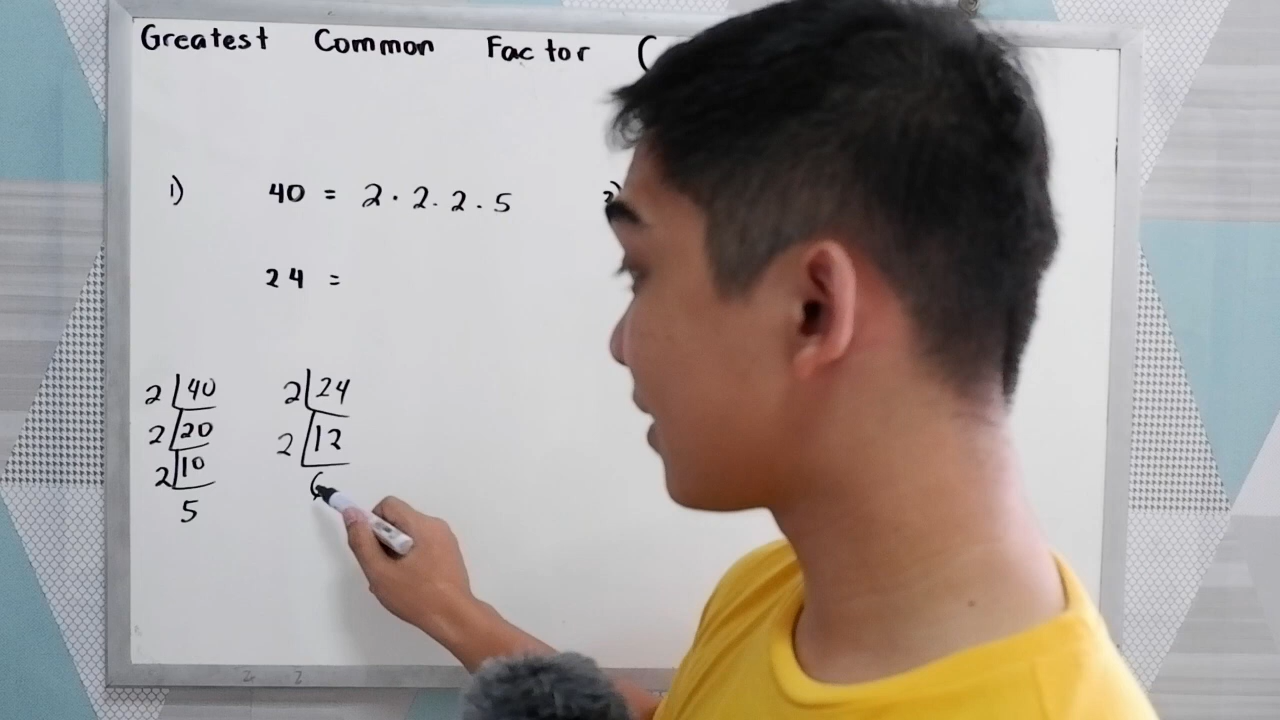 Greatest Common Factor (
1) 40 = 2 · 2 · 2 · 5
24 =
2 40 2 24
2 20 2 12
2 10
5